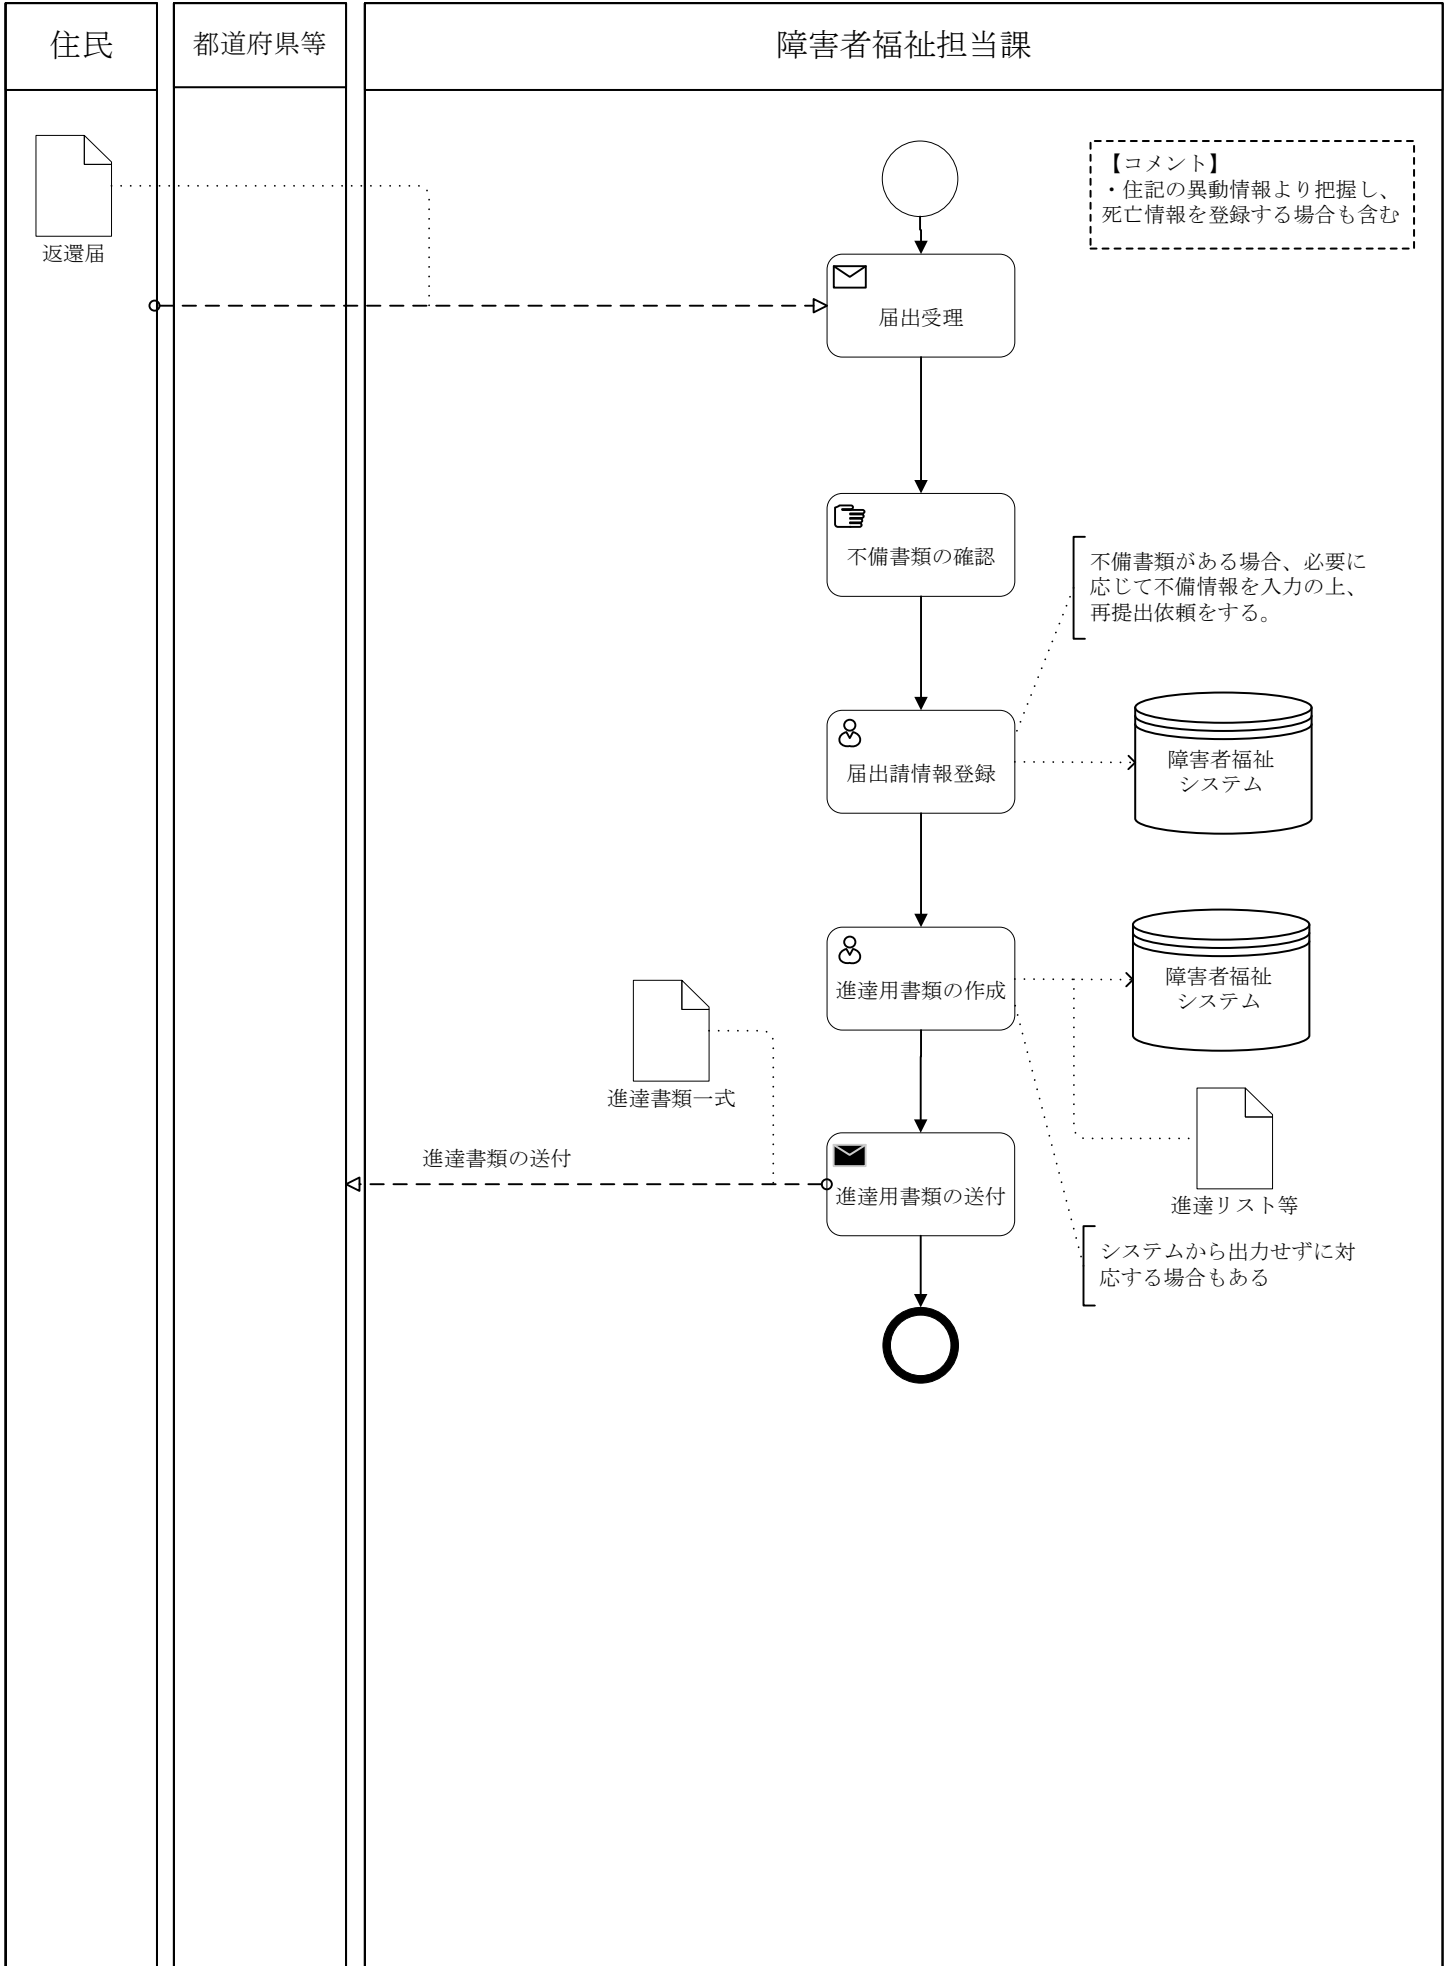 住民
都道府県等
障害者福祉担当課
返還届
【コメント】
・住記の異動情報より把握し、
死亡情報を登録する場合も含む
届出受理
不備書類の確認
不備書類がある場合、必要に
応じて不備情報を入力の上、
再提出依頼をする。
届出請情報登録
障害者福祉
システム
進達用書類の作成
障害者福祉
システム
進達書類一式
進達書類の送付
進達用書類の送付
進達リスト等
システムから出力せずに対
応する場合もある